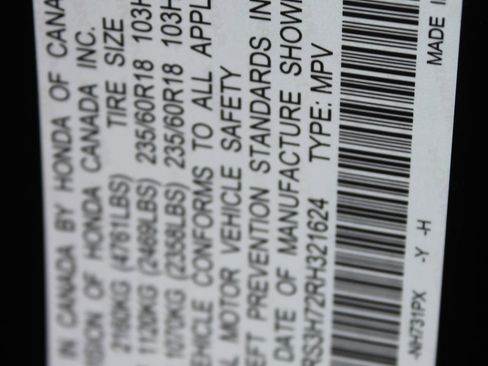 IN CANADA BY HONDA OF CANA
SION OF HONDA CANADA INC.
TIRE SIZE
2160KG (4761LBS)
1120KG (2469LBS) 235/60R18 103H
1070KG (2358LBS) 235/60R18 103H
EHICLE CONFORMS TO ALL APPL
L MOTOR VEHICLE SAFETY
EFT PREVENTION STANDARDS IN
DATE OF MANUFACTURE SHOW
RS3H72RH321624 TYPE: MPV
-NH731PX -Y -H
MADE I